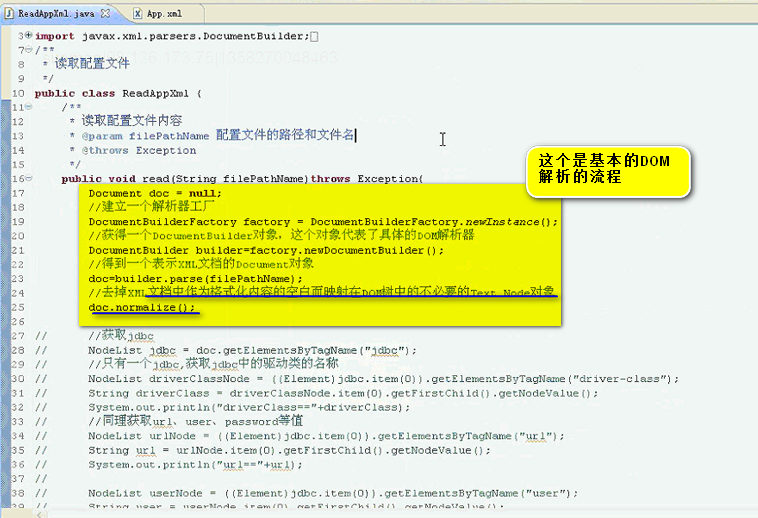 ReadAppXml.java App.xml
3 import javax.xml.parsers.DocumentBuilder;
7 /**
8 * 读取配置文件
9 */
10 public class ReadAppXml {
11 /**
12 * 读取配置文件内容
13 * @param filePathName 配置文件的路径和文件名
14 * @throws Exception
15 */
16 public void read(String filePathName)throws Exception{
这个是基本的DOM
解析的流程
17 Document doc = null;
18 //建立一个解析器工厂
19 DocumentBuilderFactory factory = DocumentBuilderFactory.newInstance();
20 //获得一个DocumentBuilder对象，这个对象代表了具体的DOM解析器
21 DocumentBuilder builder=factory.newDocumentBuilder();
22 //得到一个表示XML文档的Document对象
23 doc=builder.parse(filePathName);
24 //去掉XML文档中作为格式化内容的空白而映射在DOM树中的不必要的Text Node对象
25 doc.normalize();
26
27 // //获取jdbc
28 // NodeList jdbc = doc.getElementsByTagName("jdbc");
29 // //只有一个jdbc,获取jdbc中的驱动类的名称
30 // NodeList driverClassNode = ((Element)jdbc.item(0)).getElementsByTagName("driver-class");
31 // String driverClass = driverClassNode.item(0).getFirstChild().getNodeValue();
32 // System.out.println("driverClass=="+driverClass);
33 // //同理获取url、user、password等值
34 // NodeList urlNode = ((Element)jdbc.item(0)).getElementsByTagName("url");
35 // String url = urlNode.item(0).getFirstChild().getNodeValue();
36 // System.out.println("url=="+url);
37 //
38 // NodeList userNode = ((Element)jdbc.item(0)).getElementsByTagName("user");
39 // String user = userNode.item(0).getFirstChild().getNodeValue();